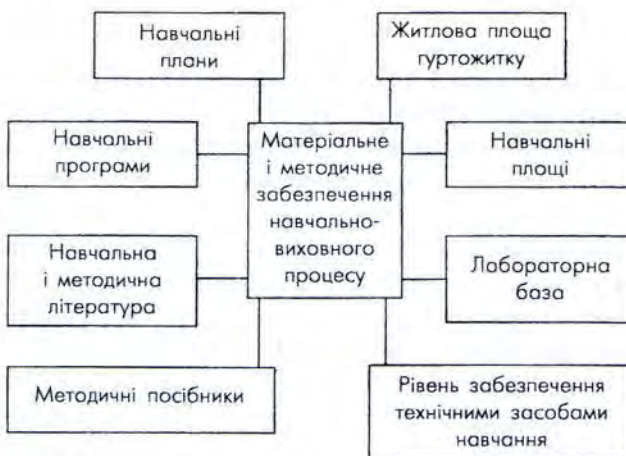 Навчальні
плани
Житлова площа
гуртожитку
Навчальні
програми
Матеріальне
і методичне
забезпечення
навчально-
виховного
процесу
Навчальні
площі
Навчальна
і методична
література
Лобораторна
база
Методичні посібники
Рівень забезпечення
технічними засобами
навчання